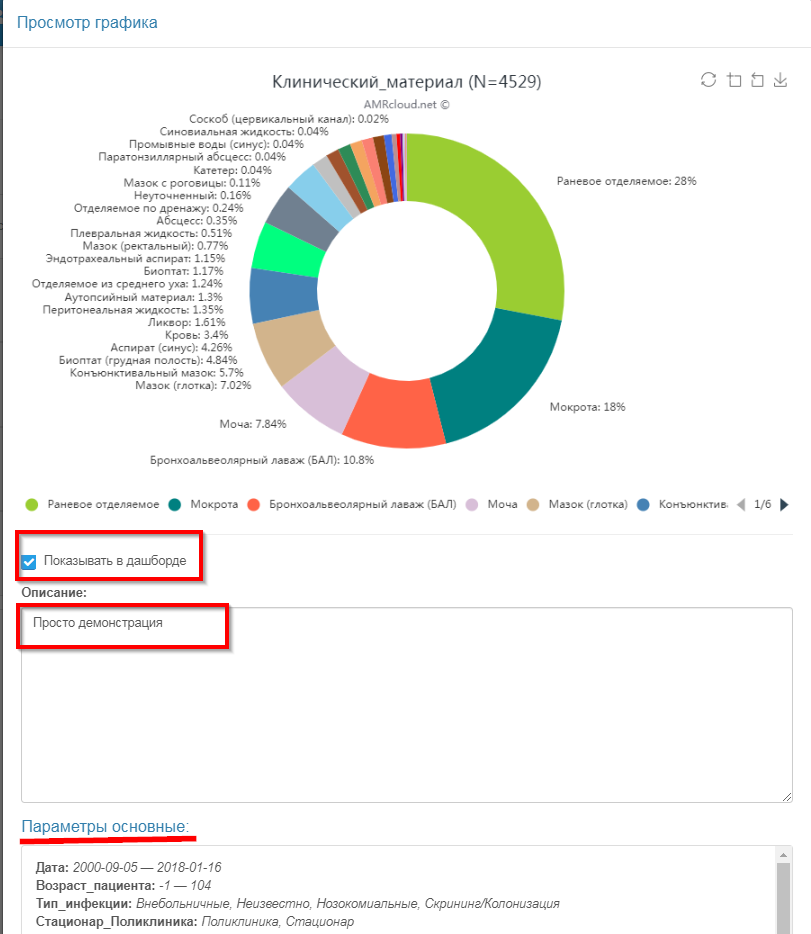 Просмотр графика
Клинический_материал (N=4529)
AMRcloud.net ©
Соскоб (цервикальный канал): 0.02%
Синовиальная жидкость: 0.04%
Промывные воды (синус): 0.04%
Паратонзиллярный абсцесс: 0.04%
Катетер: 0.04%
Мазок с роговицы: 0.11%
Неуточненный: 0.16%
Отделяемое по дренажу: 0.24%
Абсцесс: 0.35%
Плевральная жидкость: 0.51%
Мазок (ректальный): 0.77%
Эндотрахеальный аспират: 1.15%
Биоптат: 1.17%
Отделяемое из среднего уха: 1.24%
Аутопсийный материал: 1.3%
Перитонеальная жидкость: 1.35%
Ликвор: 1.61%
Кровь: 3.4%
Аспират (синус): 4.26%
Биоптат (грудная полость): 4.84%
Конъюнктивальный мазок: 5.7%
Мазок (глотка): 7.02%
Моча: 7.84%
Бронхоальвеолярный лаваж (БАЛ): 10.8%
Раневое отделяемое: 28%
Мокрота: 18%
Раневое отделяемое Мокрота Бронхоальвеолярный лаваж (БАЛ) Моча Мазок (глотка) Конъюнктив 1/6
Показывать в дашборде
Описание:
Просто демонстрация
Параметры основные:
Дата: 2000-09-05 — 2018-01-16
Возраст_пациента: -1 — 104
Тип_инфекции: Внебольничные, Неизвестно, Нозокомиальные, Скрининг/Колонизация
Стационар_Поликлиника: Поликлиника, Стационар